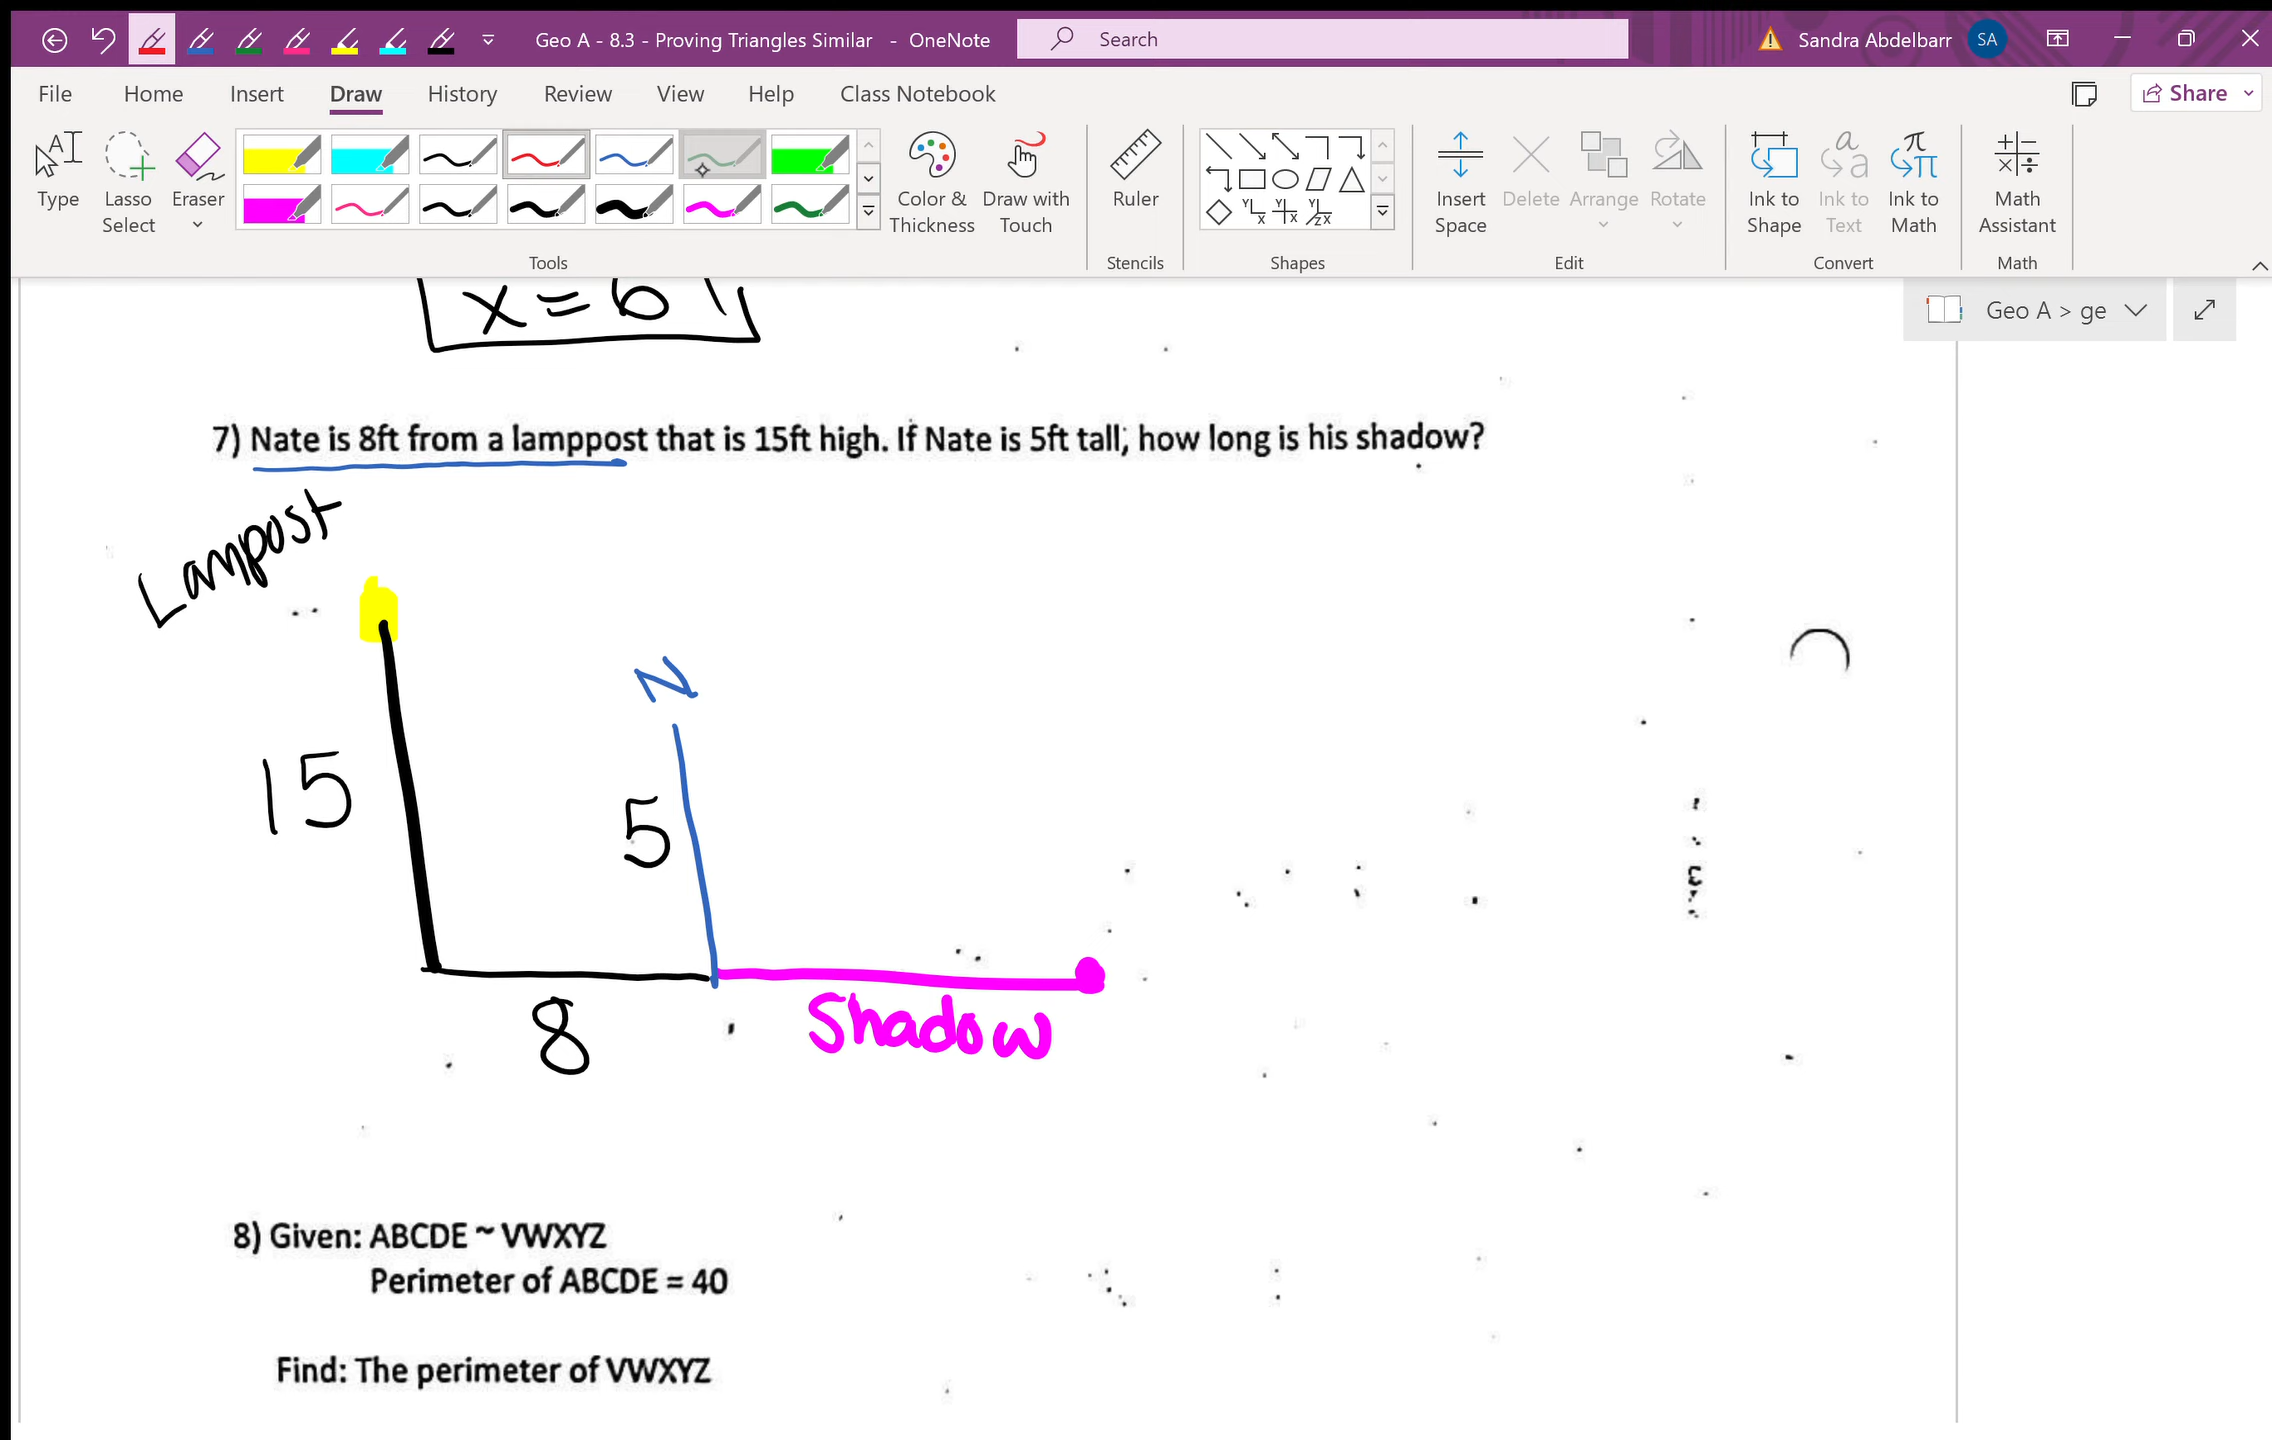 Geo A - 8.3 - Proving Triangles Similar - OneNote
Search
Sandra Abdelbarr
SA
File Home Insert Draw History Review View Help Class Notebook
Share
Type
Lasso Select
Eraser
Color & Thickness
Draw with Touch
Ruler
Insert Space
Delete
Arrange
Rotate
Ink to Shape
Ink to Text
Ink to Math
Math Assistant
Tools
Stencils
Shapes
Edit
Convert
Math
Geo A > ge
x = 6
7) Nate is 8ft from a lamppost that is 15ft high. If Nate is 5ft tall, how long is his shadow?
Lampost
N
15
5
8
Shadow
8) Given: ABCDE ~ VWXYZ
Perimeter of ABCDE = 40
Find: The perimeter of VWXYZ